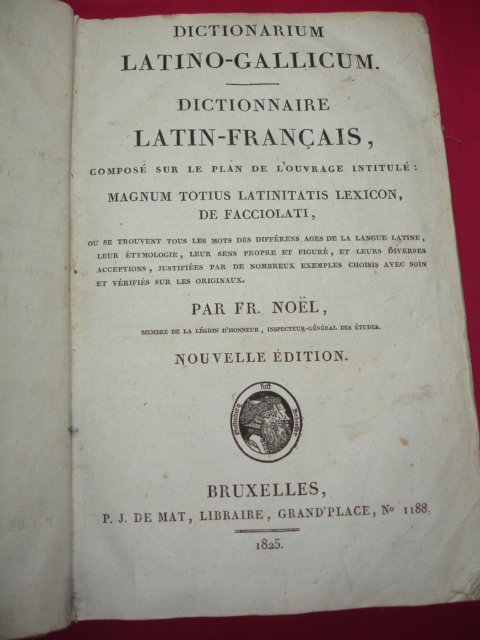 DICTIONARIUM
LATINO-GALLICUM.
DICTIONNAIRE
LATIN-FRANÇAIS,
COMPOSÉ SUR LE PLAN DE L'OUVRAGE INTITULÉ :
MAGNUM TOTIUS LATINITATIS LEXICON,
DE FACCIOLATI,
OU SE TROUVENT TOUS LES MOTS DES DIFFÉRENS AGES DE LA LANGUE LATINE,
LEUR ÉTYMOLOGIE, LEUR SENS PROPRE ET FIGURÉ, ET LEURS DIVERSES
ACCEPTIONS, JUSTIFIÉES PAR DE NOMBREUX EXEMPLES CHOISIS AVEC SOIN
ET VÉRIFIÉS SUR LES ORIGINAUX.
PAR FR. NOËL,
MEMBRE DE LA LÉGION D'HONNEUR, INSPECTEUR-GÉNÉRAL DES ÉTUDES.
NOUVELLE ÉDITION.
BRUXELLES,
P. J. DE MAT, LIBRAIRE, GRAND'PLACE, No 1188.
1825.